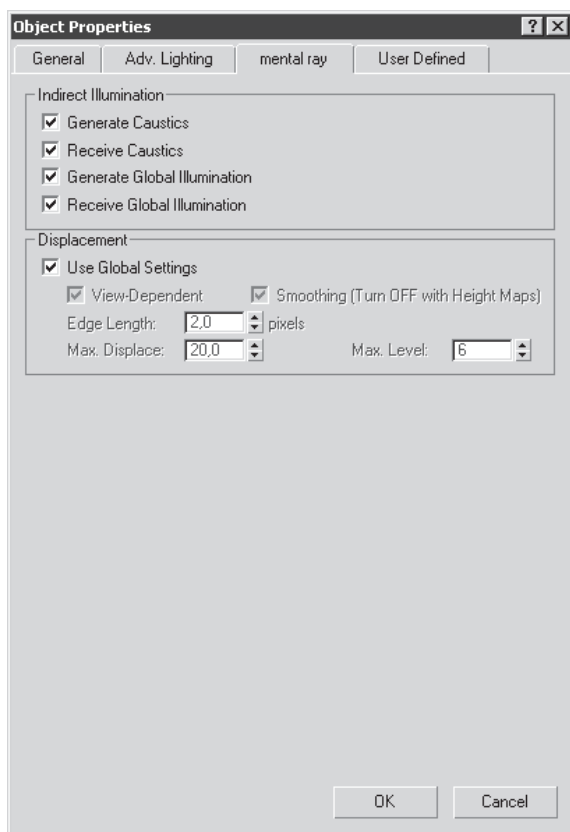 Object Properties
General Adv. Lighting mental ray User Defined
Indirect Illumination
Generate Caustics
Receive Caustics
Generate Global Illumination
Receive Global Illumination
Displacement
Use Global Settings
View-Dependent Smoothing (Turn OFF with Height Maps)
Edge Length: 2,0 pixels
Max. Displace: 20,0 Max. Level: 6
OK Cancel